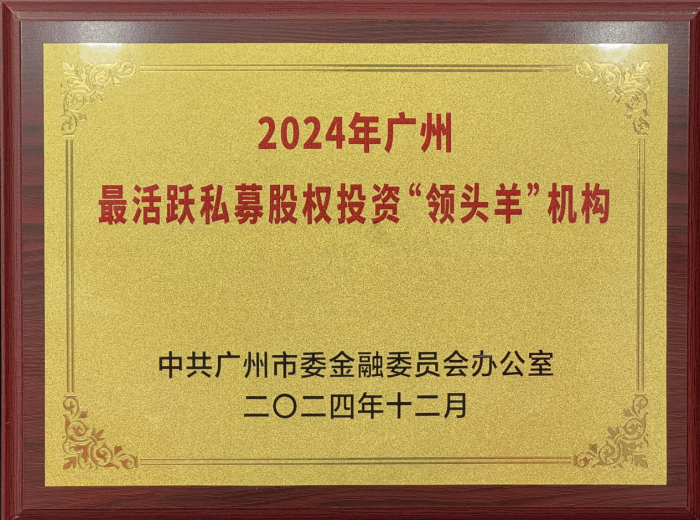 2024年广州
最活跃私募股权投资“领头羊”机构
中共广州市委金融委员会办公室
二〇二四年十二月